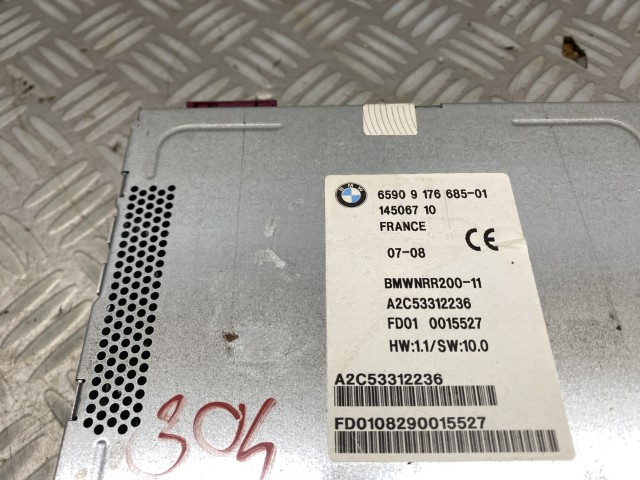 BMW
6590 9 176 685-01
145067 10
FRANCE
CE
07-08
BMWNRR200-11
A2C53312236
FD01 0015527
HW:1.1/SW:10.0
A2C53312236
FD0108290015527
304